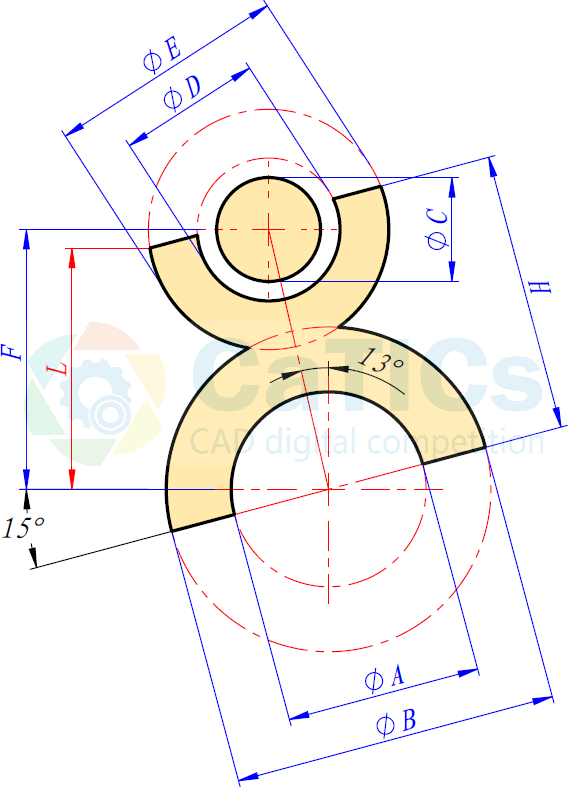 ϕE
ϕD
ϕC
H
F
L
13°
CaTICs
CAD digital competition
15°
ϕA
ϕB